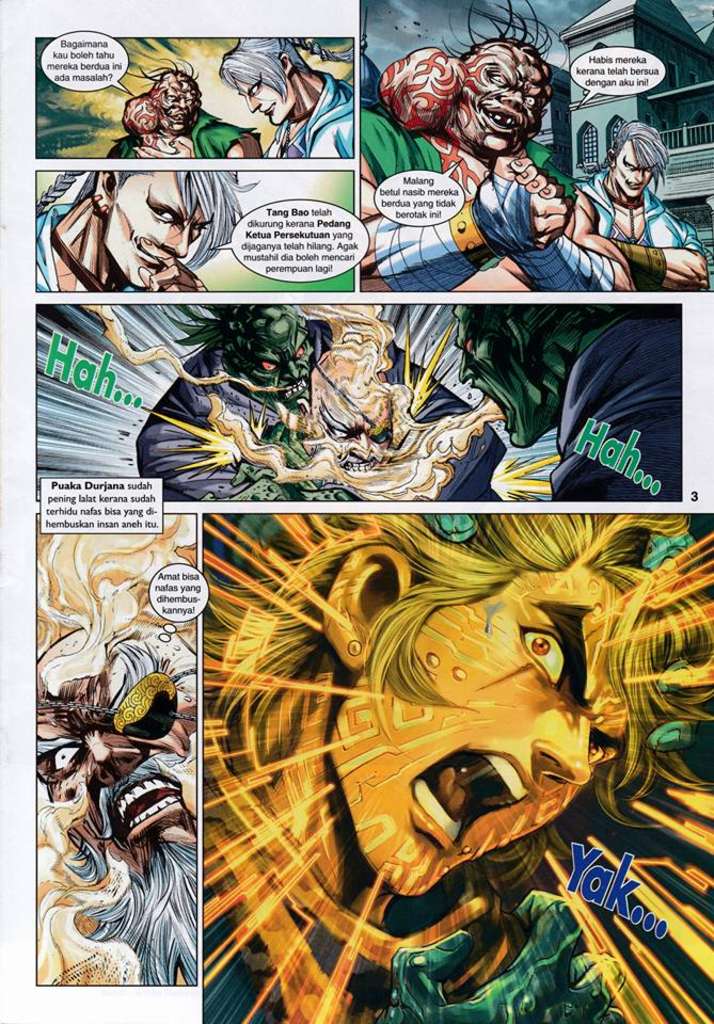 Bagaimana
kau boleh tahu
mereka berdua ini
ada masalah?
Habis mereka
kerana telah bersua
dengan aku ini!
Malang
betul nasib mereka
berdua yang tidak
berotak ini!
Tang Bao telah
dikurung kerana Pedang
Ketua Persekutuan yang
dijaganya telah hilang. Agak
mustahil dia boleh mencari
perempuan lagi!
Hah...
Hah...
3
Puaka Durjana sudah
pening lalat kerana sudah
terhidu nafas bisa yang di-
hembuskan insan aneh itu.
Amat bisa
nafas yang
dihembus-
kannya!
Yak...